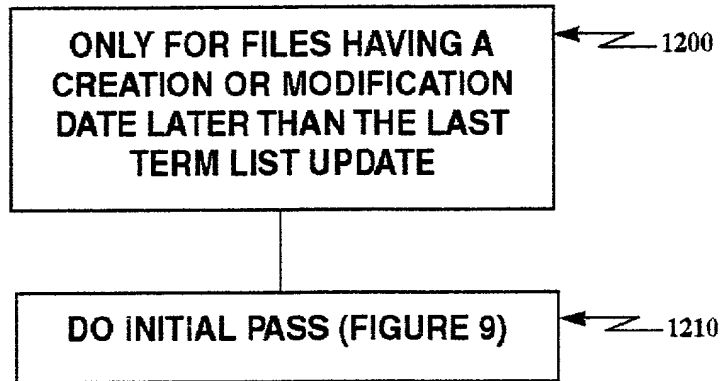 ONLY FOR FILES HAVING A
CREATION OR MODIFICATION
DATE LATER THAN THE LAST
TERM LIST UPDATE
1200
DO INITIAL PASS (FIGURE 9)
1210